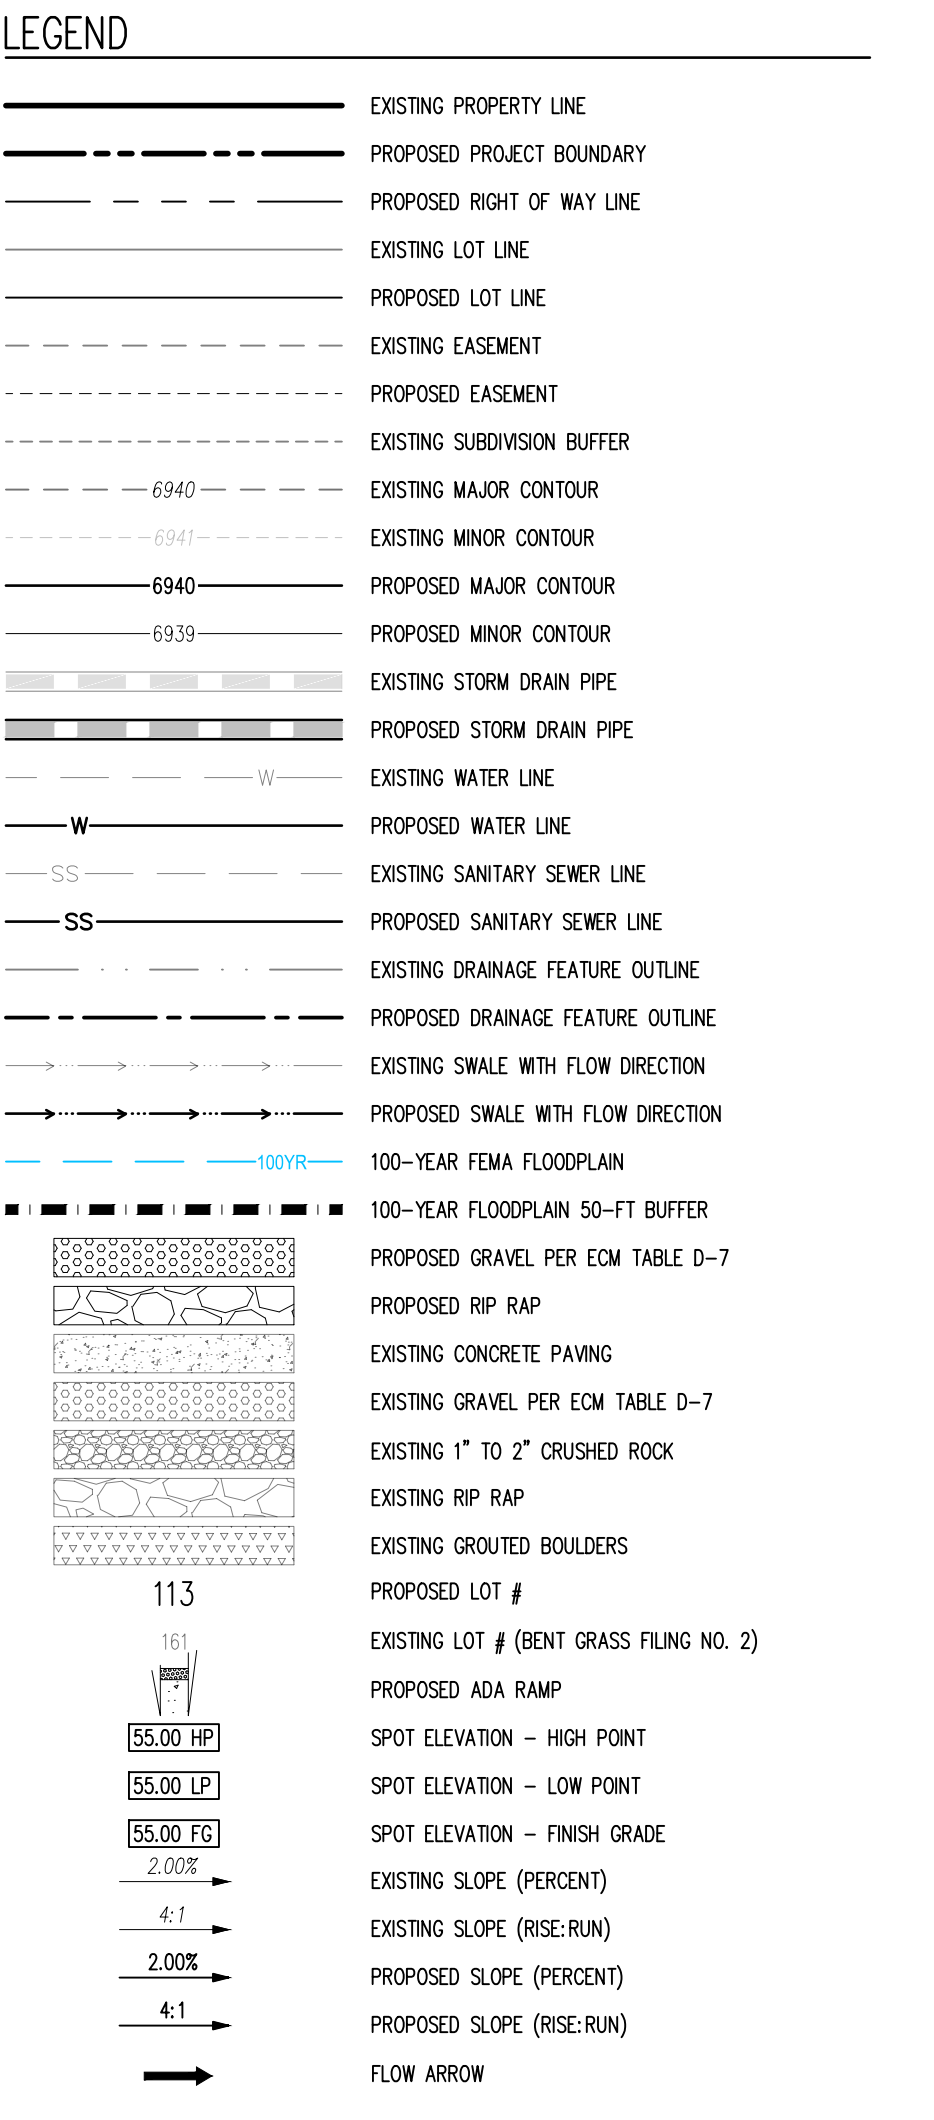 LEGEND
EXISTING PROPERTY LINE
PROPOSED PROJECT BOUNDARY
PROPOSED RIGHT OF WAY LINE
EXISTING LOT LINE
PROPOSED LOT LINE
EXISTING EASEMENT
PROPOSED EASEMENT
EXISTING SUBDIVISION BUFFER
6940 EXISTING MAJOR CONTOUR
6941 EXISTING MINOR CONTOUR
6940 PROPOSED MAJOR CONTOUR
6939 PROPOSED MINOR CONTOUR
EXISTING STORM DRAIN PIPE
PROPOSED STORM DRAIN PIPE
W EXISTING WATER LINE
W PROPOSED WATER LINE
SS EXISTING SANITARY SEWER LINE
SS PROPOSED SANITARY SEWER LINE
EXISTING DRAINAGE FEATURE OUTLINE
PROPOSED DRAINAGE FEATURE OUTLINE
EXISTING SWALE WITH FLOW DIRECTION
PROPOSED SWALE WITH FLOW DIRECTION
100YR 100-YEAR FEMA FLOODPLAIN
100-YEAR FLOODPLAIN 50-FT BUFFER
PROPOSED GRAVEL PER ECM TABLE D-7
PROPOSED RIP RAP
EXISTING CONCRETE PAVING
EXISTING GRAVEL PER ECM TABLE D-7
EXISTING 1" TO 2" CRUSHED ROCK
EXISTING RIP RAP
EXISTING GROUTED BOULDERS
113 PROPOSED LOT #
161 EXISTING LOT # (BENT GRASS FILING NO. 2)
PROPOSED ADA RAMP
55.00 HP SPOT ELEVATION - HIGH POINT
55.00 LP SPOT ELEVATION - LOW POINT
55.00 FG SPOT ELEVATION - FINISH GRADE
2.00% EXISTING SLOPE (PERCENT)
4:1 EXISTING SLOPE (RISE:RUN)
2.00% PROPOSED SLOPE (PERCENT)
4:1 PROPOSED SLOPE (RISE:RUN)
FLOW ARROW